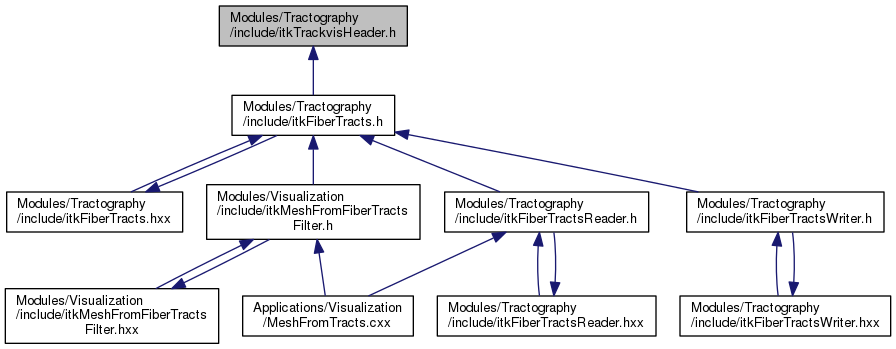 Modules/Tractography
/include/itkTrackvisHeader.h
Modules/Tractography
/include/itkFiberTracts.h
Modules/Tractography
/include/itkFiberTracts.hxx
Modules/Visualization
/include/itkMeshFromFiberTracts
Filter.h
Modules/Tractography
/include/itkFiberTractsReader.h
Modules/Tractography
/include/itkFiberTractsWriter.h
Modules/Visualization
/include/itkMeshFromFiberTracts
Filter.hxx
Applications/Visualization
/MeshFromTracts.cxx
Modules/Tractography
/include/itkFiberTractsReader.hxx
Modules/Tractography
/include/itkFiberTractsWriter.hxx